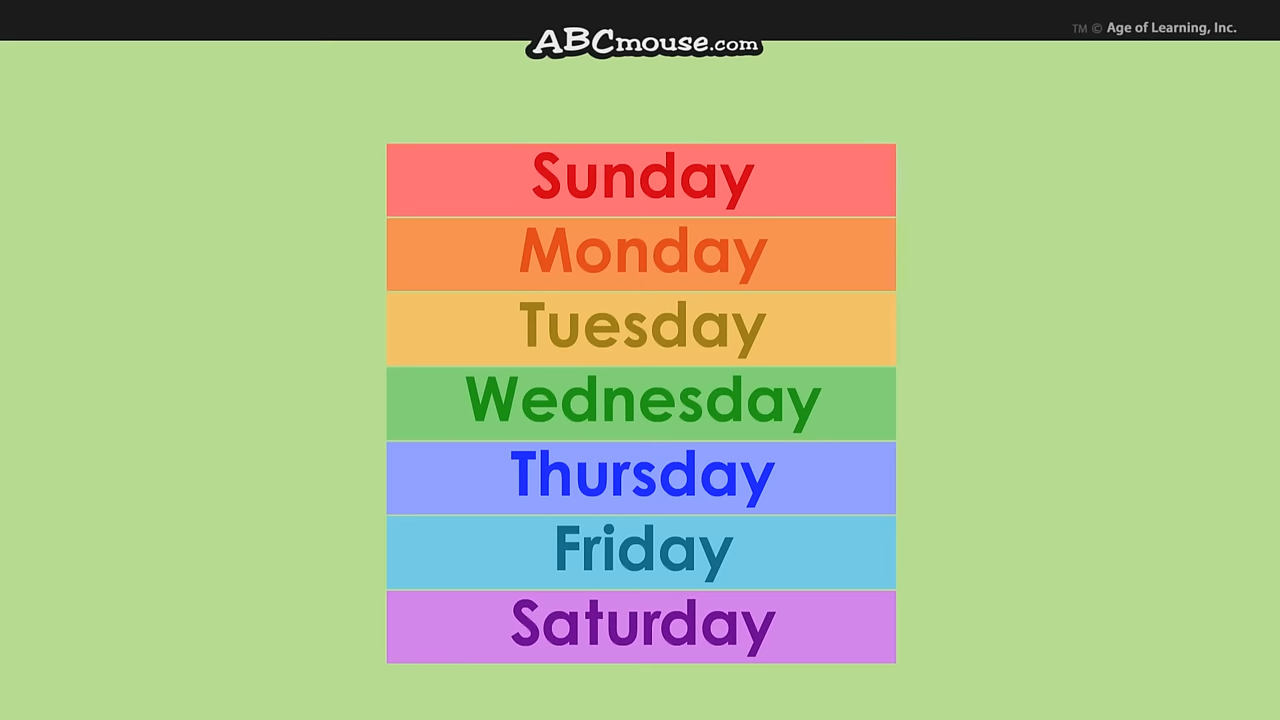 ABCmouse.com
TM © Age of Learning, Inc.
Sunday
Monday
Tuesday
Wednesday
Thursday
Friday
Saturday